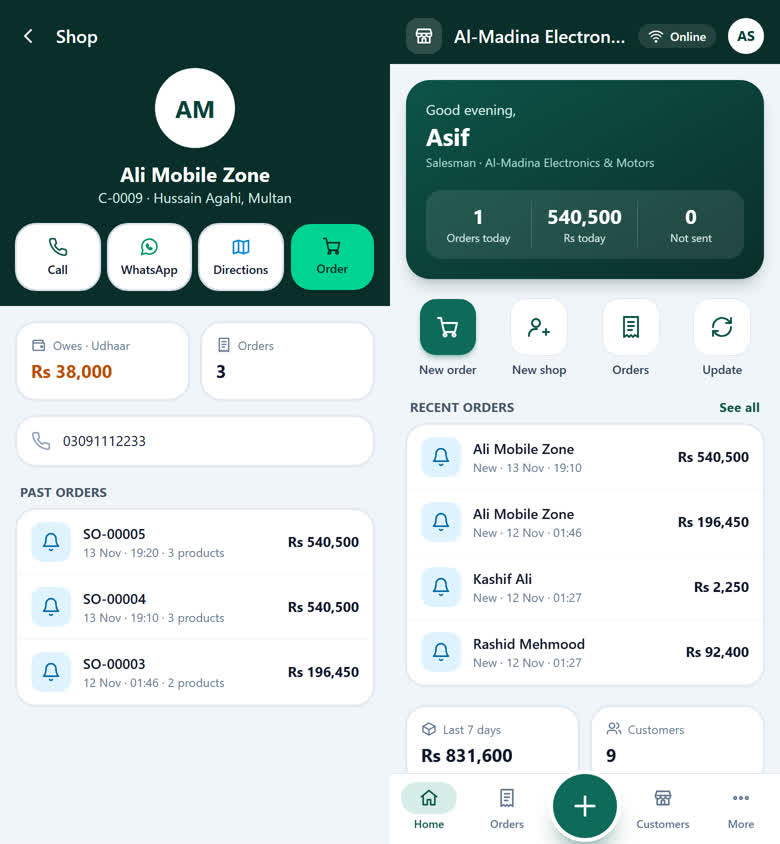 Shop
AM
Ali Mobile Zone
C-0009 · Hussain Agahi, Multan
Call
WhatsApp
Directions
Order
Owes · Udhaar
Rs 38,000
Orders
3
03091112233
PAST ORDERS
SO-00005
13 Nov · 19:20 · 3 products
Rs 540,500
SO-00004
13 Nov · 19:10 · 3 products
Rs 540,500
SO-00003
12 Nov · 01:46 · 2 products
Rs 196,450
Al-Madina Electron...
Online
AS
Good evening,
Asif
Salesman · Al-Madina Electronics & Motors
1
Orders today
540,500
Rs today
0
Not sent
New order
New shop
Orders
Update
RECENT ORDERS
See all
Ali Mobile Zone
New · 13 Nov · 19:10
Rs 540,500
Ali Mobile Zone
New · 12 Nov · 01:46
Rs 196,450
Kashif Ali
New · 12 Nov · 01:27
Rs 2,250
Rashid Mehmood
New · 12 Nov · 01:27
Rs 92,400
Last 7 days
Rs 831,600
Customers
9
Home
Orders
Customers
More